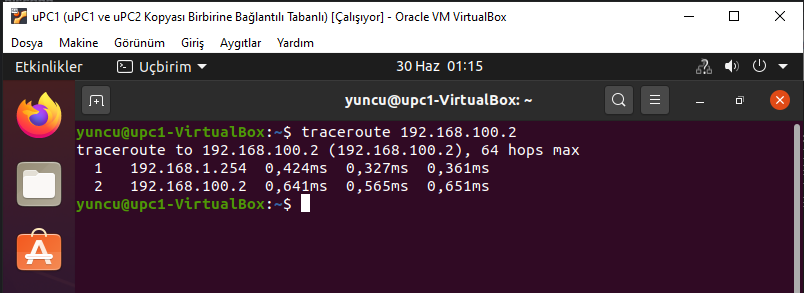 uPC1 (uPC1 ve uPC2 Kopyası Birbirine Bağlantılı Tabanlı) [Çalışıyor] - Oracle VM VirtualBox
Dosya Makine Görünüm Giriş Aygıtlar Yardım
Etkinlikler Uçbirim 30 Haz 01:15
yuncu@upc1-VirtualBox: ~
yuncu@upc1-VirtualBox:~$ traceroute 192.168.100.2
traceroute to 192.168.100.2 (192.168.100.2), 64 hops max
1 192.168.1.254 0,424ms 0,327ms 0,361ms
2 192.168.100.2 0,641ms 0,565ms 0,651ms
yuncu@upc1-VirtualBox:~$